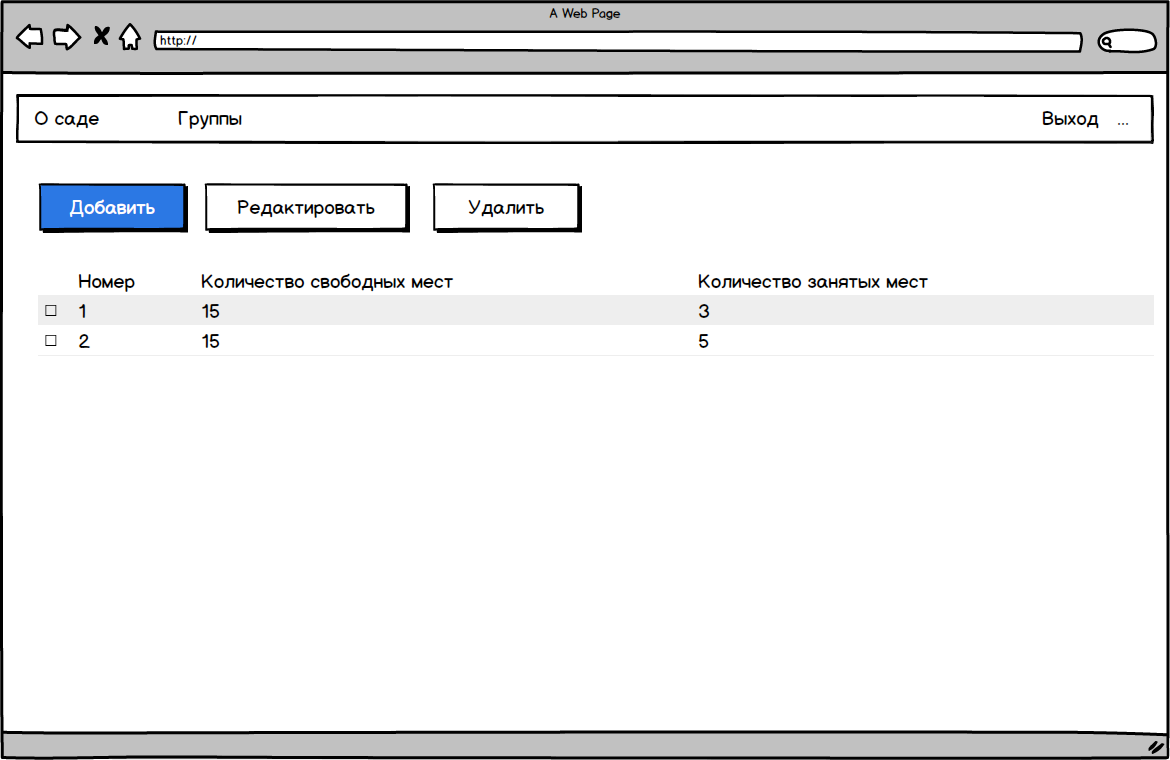 A Web Page
http://
О саде Группы Выход ...
Добавить Редактировать Удалить
Номер Количество свободных мест Количество занятых мест
1 15 3
2 15 5